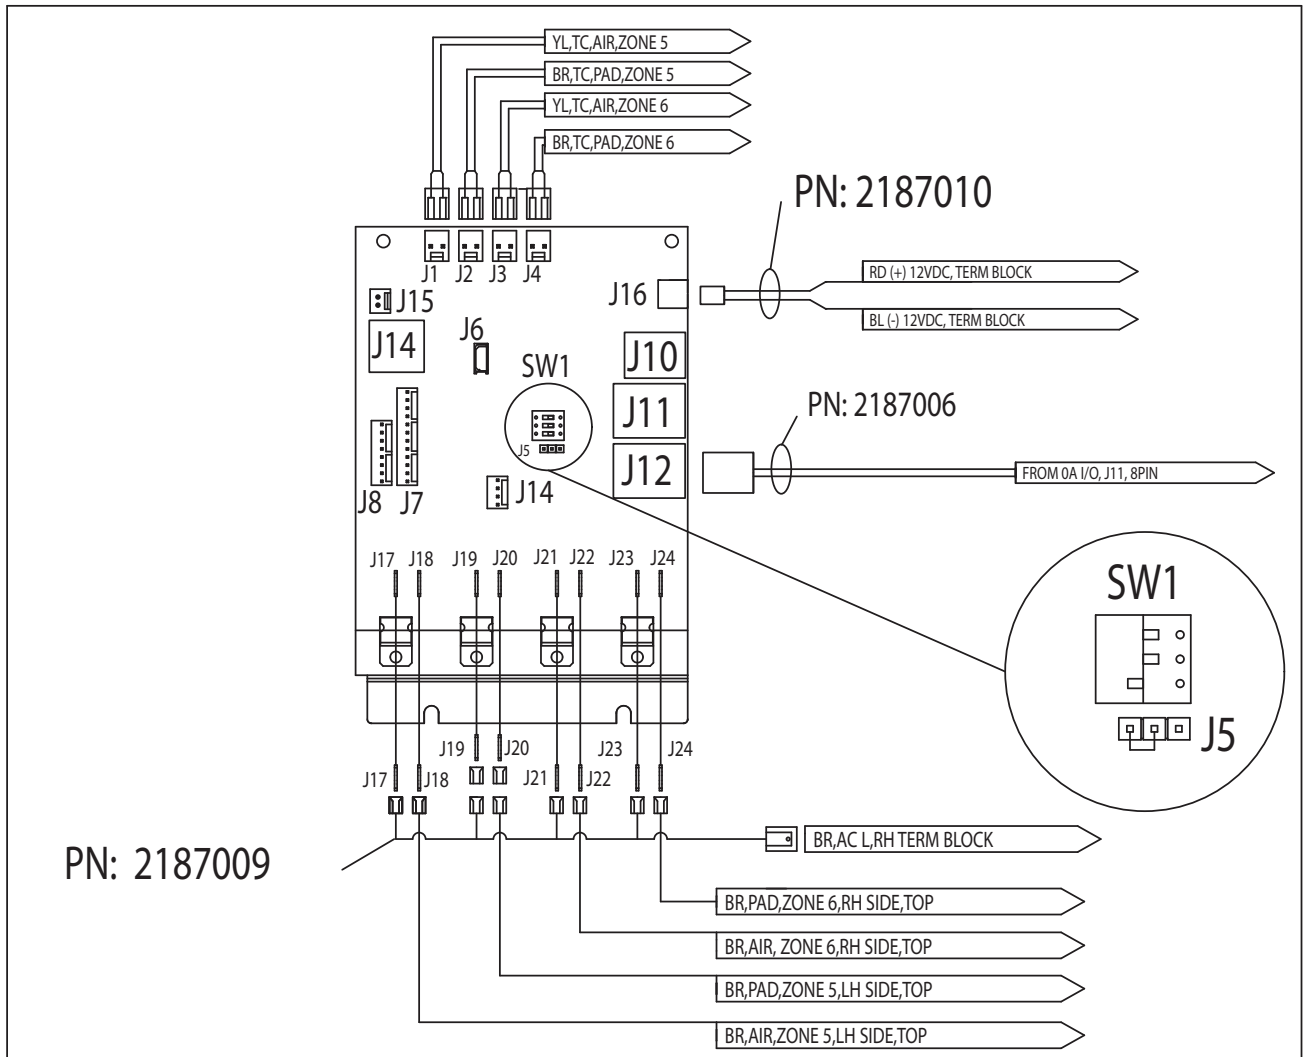 YL,TC,AIR,ZONE 5
BR,TC,PAD,ZONE 5
YL,TC,AIR,ZONE 6
BR,TC,PAD,ZONE 6
PN: 2187010
J1 J2 J3 J4
RD (+) 12VDC, TERM BLOCK
J15
J16
BL (-) 12VDC, TERM BLOCK
J14
J6
J10
SW1
J11
PN: 2187006
J5
J12
FROM 0A I/O, J11, 8PIN
J8 J7
J14
J17 J18 J19 J20 J21 J22 J23 J24
SW1
J5
J19 J20 J23 J24
J17 J18 J21 J22
BR,AC L,RH TERM BLOCK
PN: 2187009
BR,PAD,ZONE 6,RH SIDE,TOP
BR,AIR, ZONE 6,RH SIDE,TOP
BR,PAD,ZONE 5,LH SIDE,TOP
BR,AIR,ZONE 5,LH SIDE,TOP